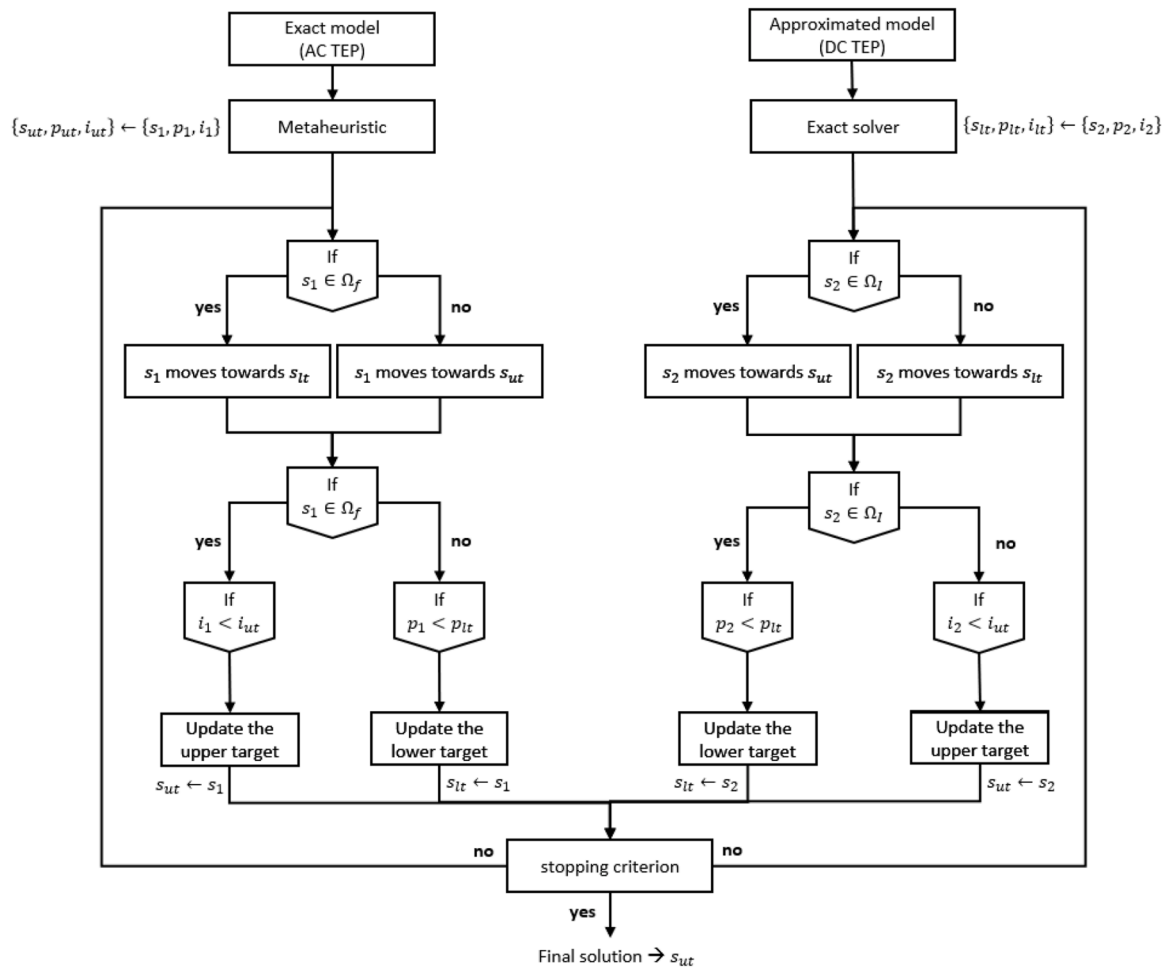 Exact model
(AC TEP)
Approximated model
(DC TEP)
{s_ut, p_ut, i_ut} ← {s_1, p_1, i_1}
Metaheuristic
Exact solver
{s_lt, p_lt, i_lt} ← {s_2, p_2, i_2}
If
s_1 ∈ Ω_f
yes
no
If
s_2 ∈ Ω_I
yes
no
s_1 moves towards s_lt
s_1 moves towards s_ut
s_2 moves towards s_ut
s_2 moves towards s_lt
If
s_1 ∈ Ω_f
yes
no
If
s_2 ∈ Ω_I
yes
no
If
i_1 < i_ut
If
p_1 < p_lt
If
p_2 < p_lt
If
i_2 < i_ut
Update the
upper target
Update the
lower target
Update the
lower target
Update the
upper target
s_ut ← s_1
s_lt ← s_1
s_lt ← s_2
s_ut ← s_2
no
stopping criterion
no
yes
Final solution → s_ut